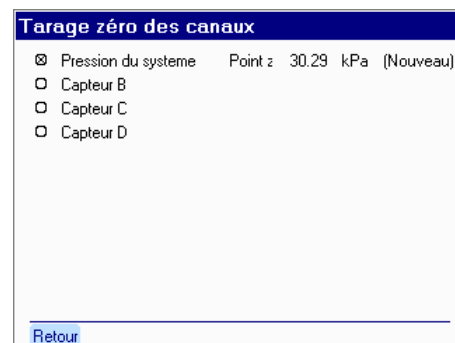 Tarage zéro des canaux
Pression du systeme Point z 30.29 kPa (Nouveau)
Capteur B
Capteur C
Capteur D
Retour